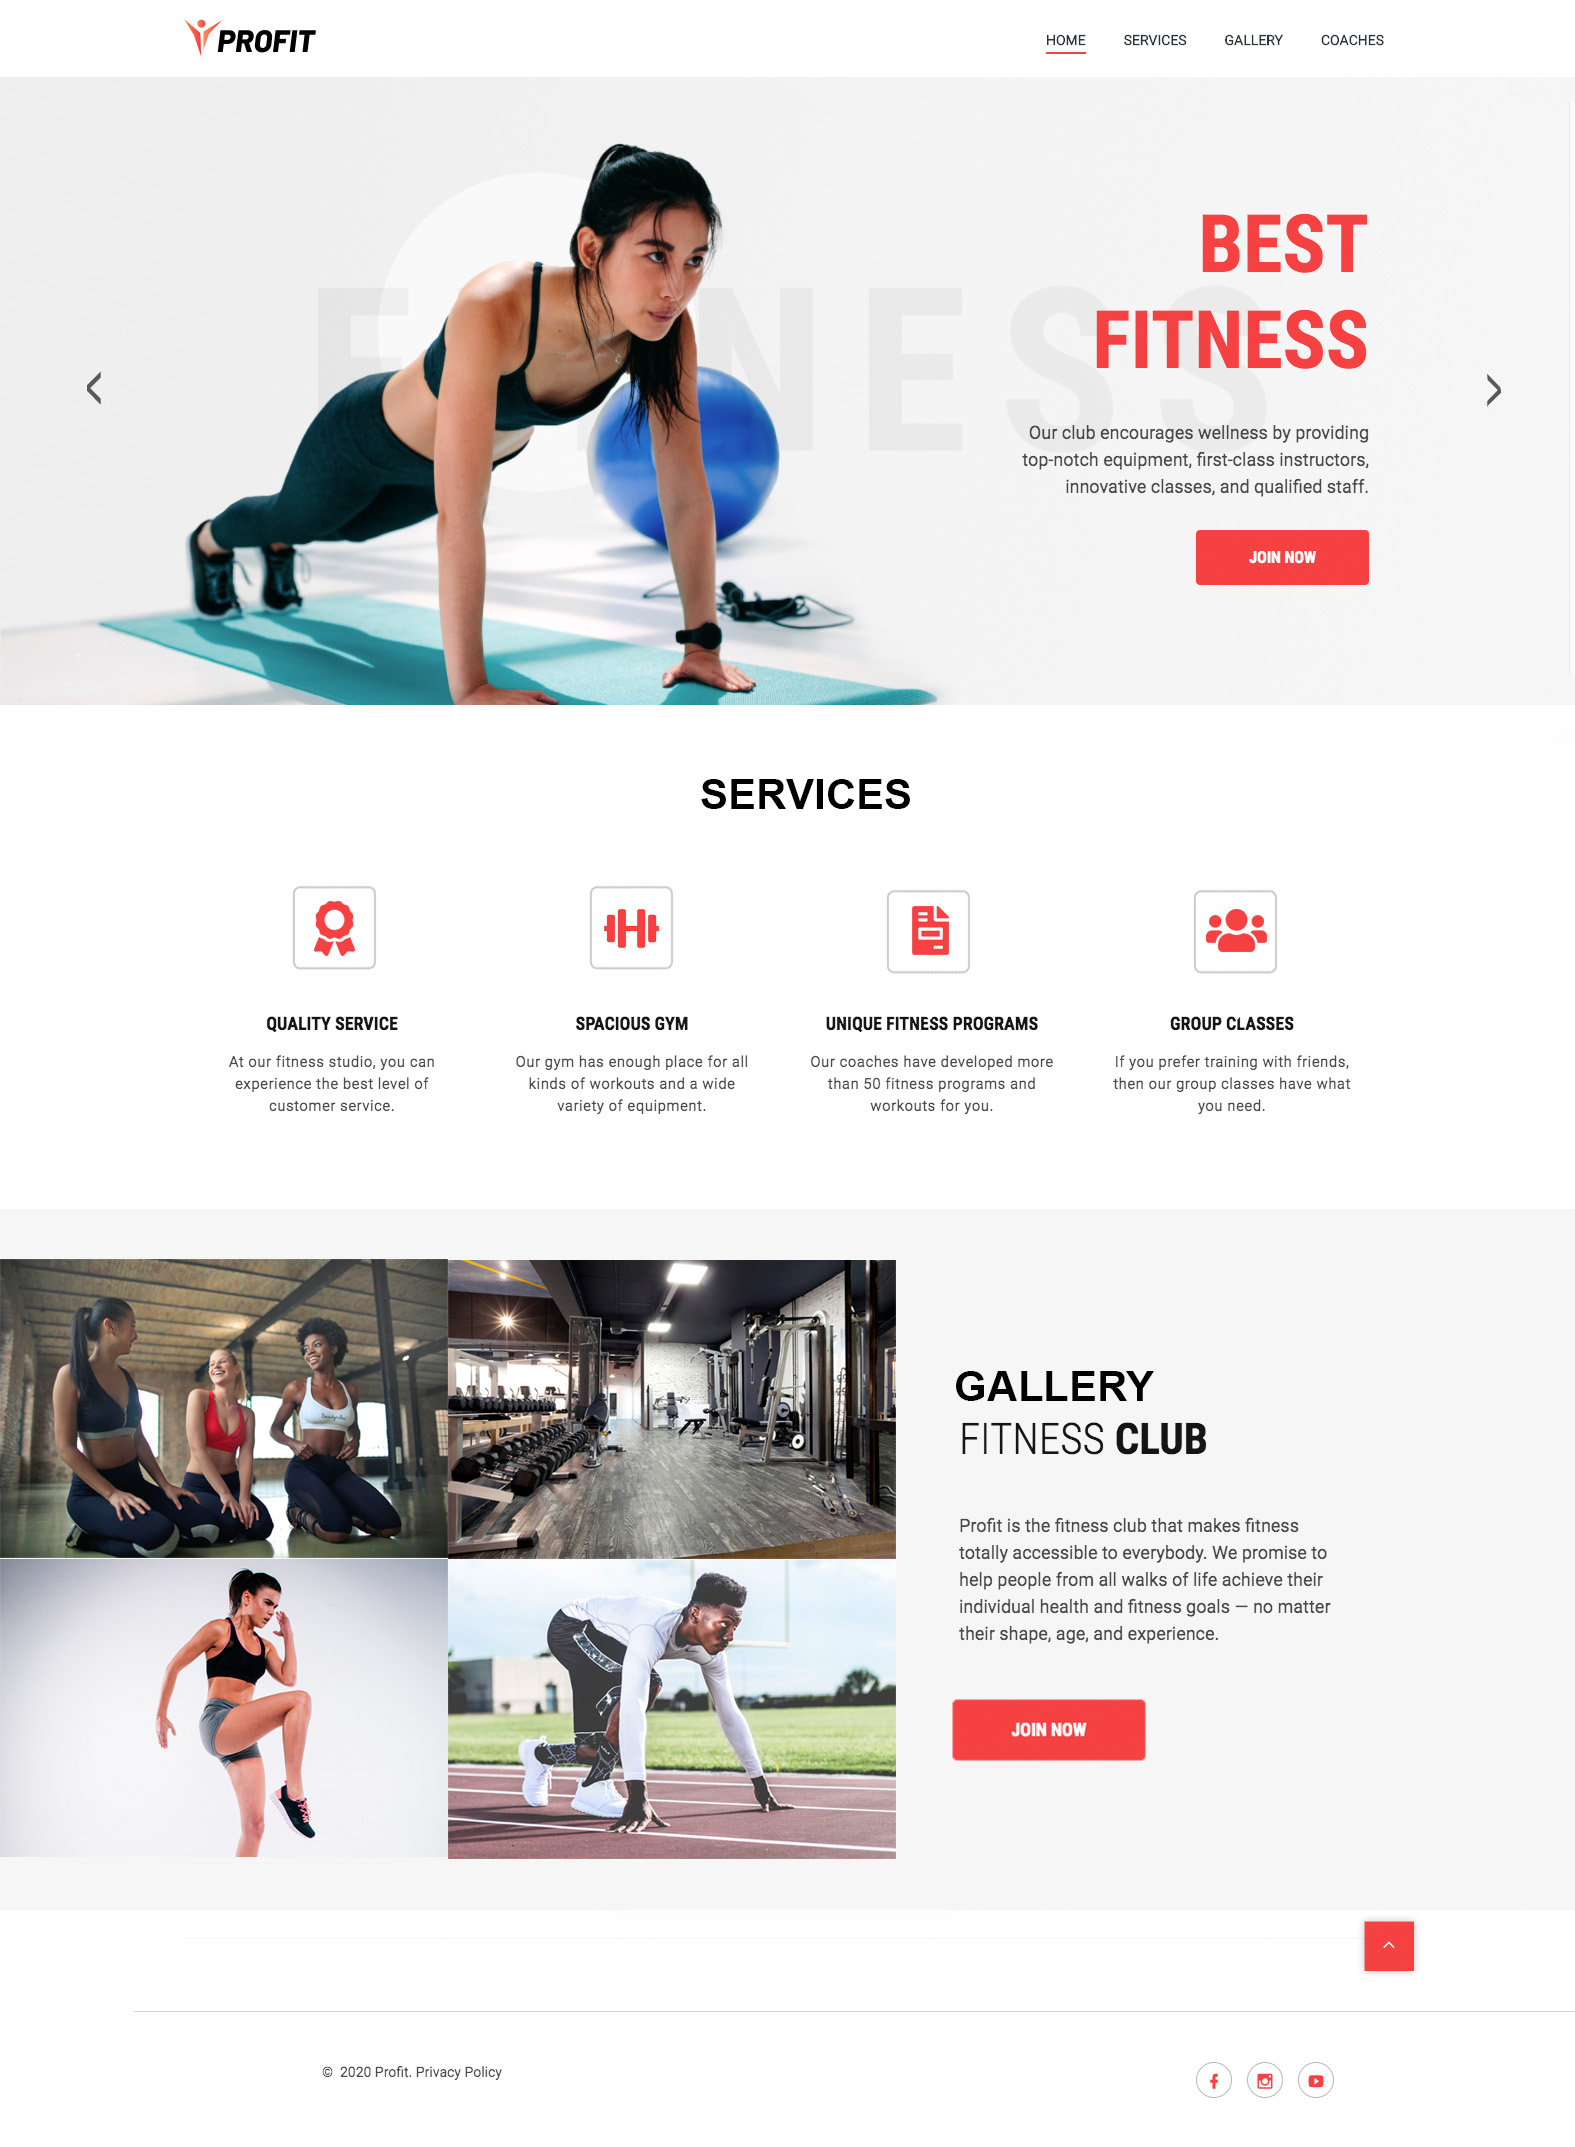 PROFIT
HOME SERVICES GALLERY COACHES
BEST
FITNESS
Our club encourages wellness by providing
top-notch equipment, first-class instructors,
innovative classes, and qualified staff.
JOIN NOW
SERVICES
QUALITY SERVICE
At our fitness studio, you can
experience the best level of
customer service.
SPACIOUS GYM
Our gym has enough place for all
kinds of workouts and a wide
variety of equipment.
UNIQUE FITNESS PROGRAMS
Our coaches have developed more
than 50 fitness programs and
workouts for you.
GROUP CLASSES
If you prefer training with friends,
then our group classes have what
you need.
GALLERY
FITNESS CLUB
Profit is the fitness club that makes fitness
totally accessible to everybody. We promise to
help people from all walks of life achieve their
individual health and fitness goals — no matter
their shape, age, and experience.
JOIN NOW
© 2020 Profit. Privacy Policy